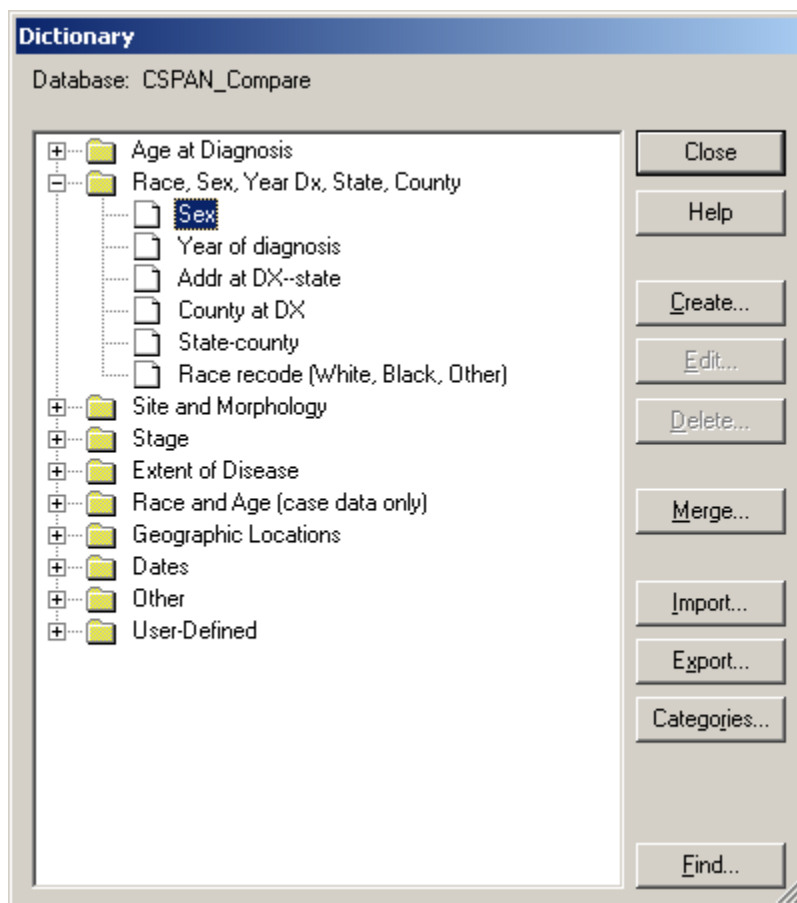 Dictionary
Database: CSPAN_Compare
Age at Diagnosis
Race, Sex, Year Dx, State, County
Sex
Year of diagnosis
Addr at DX--state
County at DX
State-county
Race recode (White, Black, Other)
Site and Morphology
Stage
Extent of Disease
Race and Age (case data only)
Geographic Locations
Dates
Other
User-Defined
Close
Help
Create...
Edit...
Delete...
Merge...
Import...
Export...
Categories...
Find...